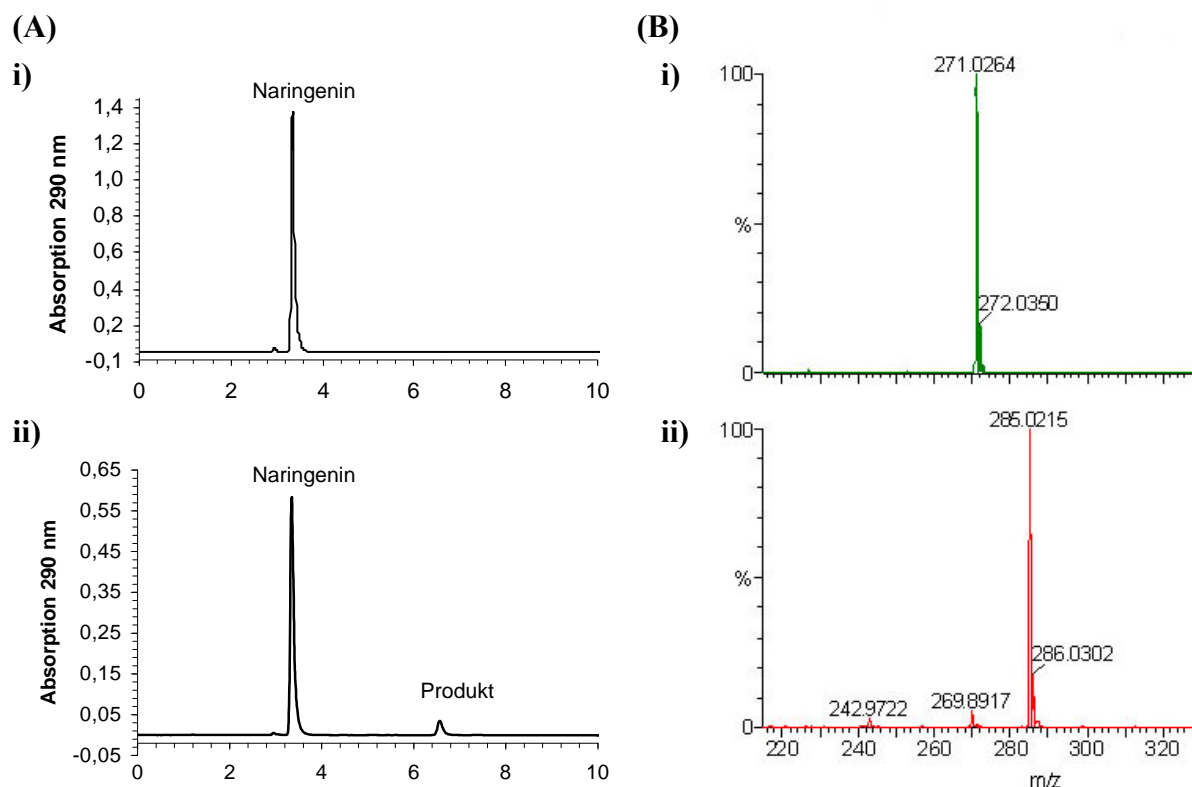 (A)
i)
Naringenin
Absorption 290 nm
1,4
1,2
1,0
0,8
0,6
0,4
0,2
-0,1
0 2 4 6 8 10
ii)
Naringenin
Produkt
Absorption 290 nm
0,65
0,55
0,45
0,35
0,25
0,15
0,05
-0,05
0 2 4 6 8 10
(B)
i)
271.0264
100
%
272.0350
0
ii)
285.0215
100
%
286.0302
269.8917
242.9722
0
220 240 260 280 300 320
m/z